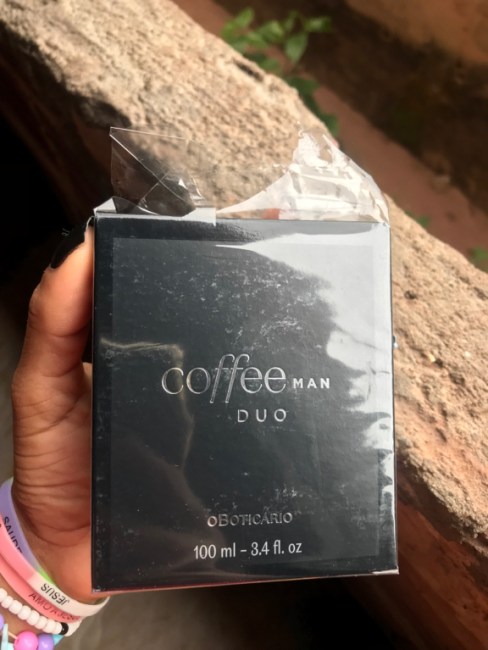 coffee MAN
DUO
OBOTICÁRIO
100 ml - 3.4 fl. oz
JESUS